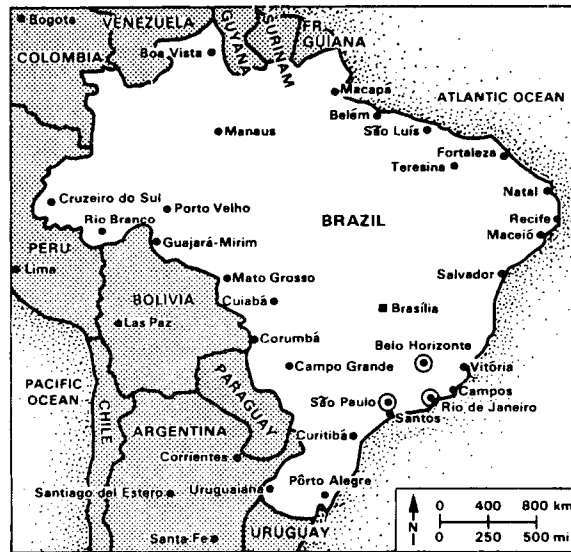 Bogota
VENEZUELA
GUYANA
SURINAM
FR.
GUIANA
COLOMBIA
Boa Vista
Macapá
ATLANTIC OCEAN
Belém
São Luís
Manaus
Fortaleza
Teresina
Natal
Cruzeiro do Sul
Porto Velho
BRAZIL
Recife
Rio Branco
Maceió
PERU
Guajará-Mirim
Lima
Mato Grosso
Salvador
BOLIVIA
Cuiabá
Brasília
Las Paz
Corumbá
Belo Horizonte
Campo Grande
Vitória
PACIFIC
OCEAN
CHILE
PARAGUAY
São Paulo
Campos
Rio de Janeiro
Santos
ARGENTINA
Curitiba
Corrientes
Santiago del Estero
Uruguaiana
Pôrto Alegre
Santa Fe
URUGUAY
N
0 400 800 km
0 250 500 mi